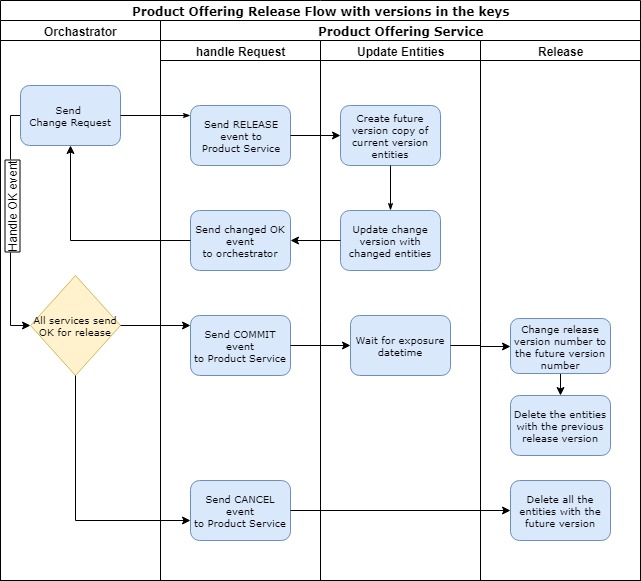 Product Offering Release Flow with versions in the keys
Orchastrator
Product Offering Service
handle Request
Update Entities
Release
Send
Change Request
Send RELEASE
event to
Product Service
Create future
version copy of
current version
entities
Handle OK event
Send changed OK
event
to orchestrator
Update change
version with
changed entities
All services send
OK for release
Send COMMIT
event
to Product Service
Wait for exposure
datetime
Change release
version number to
the future version
number
Delete the entities
with the previous
release version
Send CANCEL
event
to Product Service
Delete all the
entities with the
future version